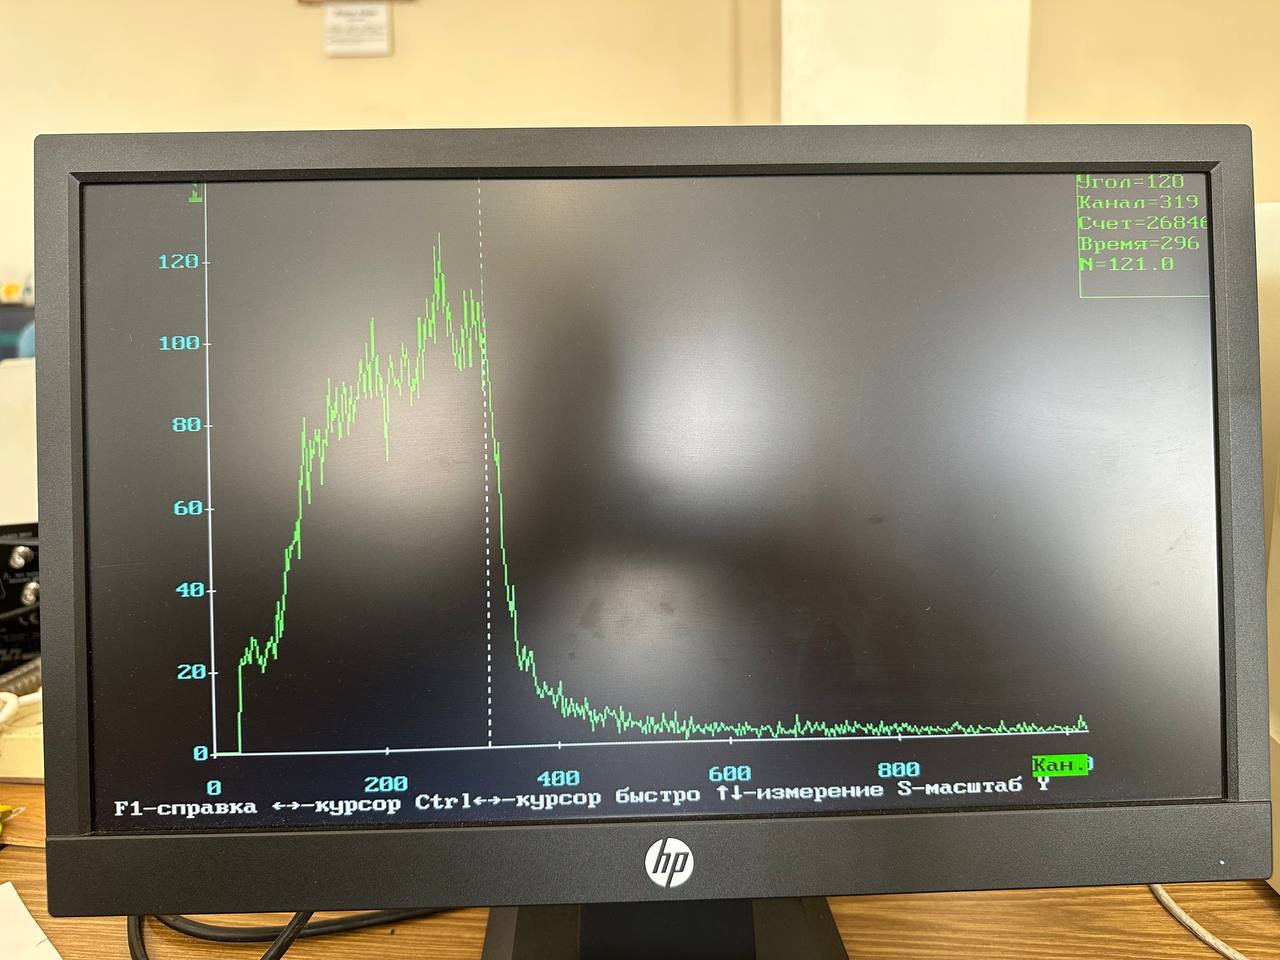 Угол=120
Канал=319
Счет=26846
Время=296
N=121.0
120
100
80
60
40
20
0
0 200 400 600 800 Кан.
F1-справка ↔-курсор Ctrl↔-курсор быстро ↑↓-измерение S-масштаб Y
hp